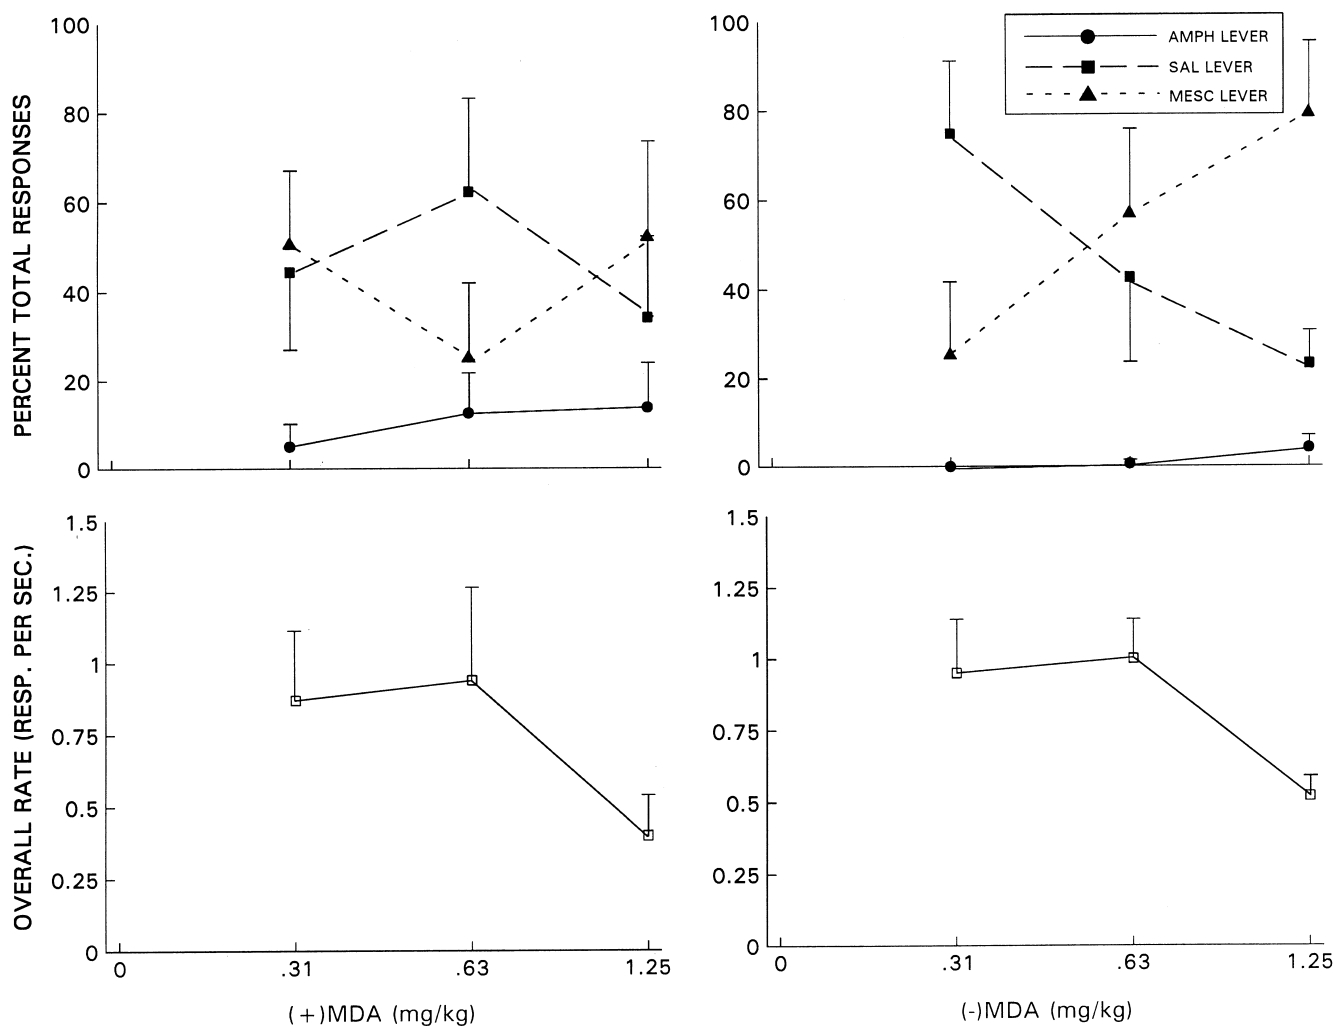 PERCENT TOTAL RESPONSES
100
80
60
40
20
0
100
80
60
40
20
0
AMPH LEVER
SAL LEVER
MESC LEVER
OVERALL RATE (RESP. PER SEC.)
1.5
1.25
1
0.75
0.5
0.25
0
0 .31 .63 1.25
(+)MDA (mg/kg)
1.5
1.25
1
0.75
0.5
0.25
0
0 .31 .63 1.25
(-)MDA (mg/kg)